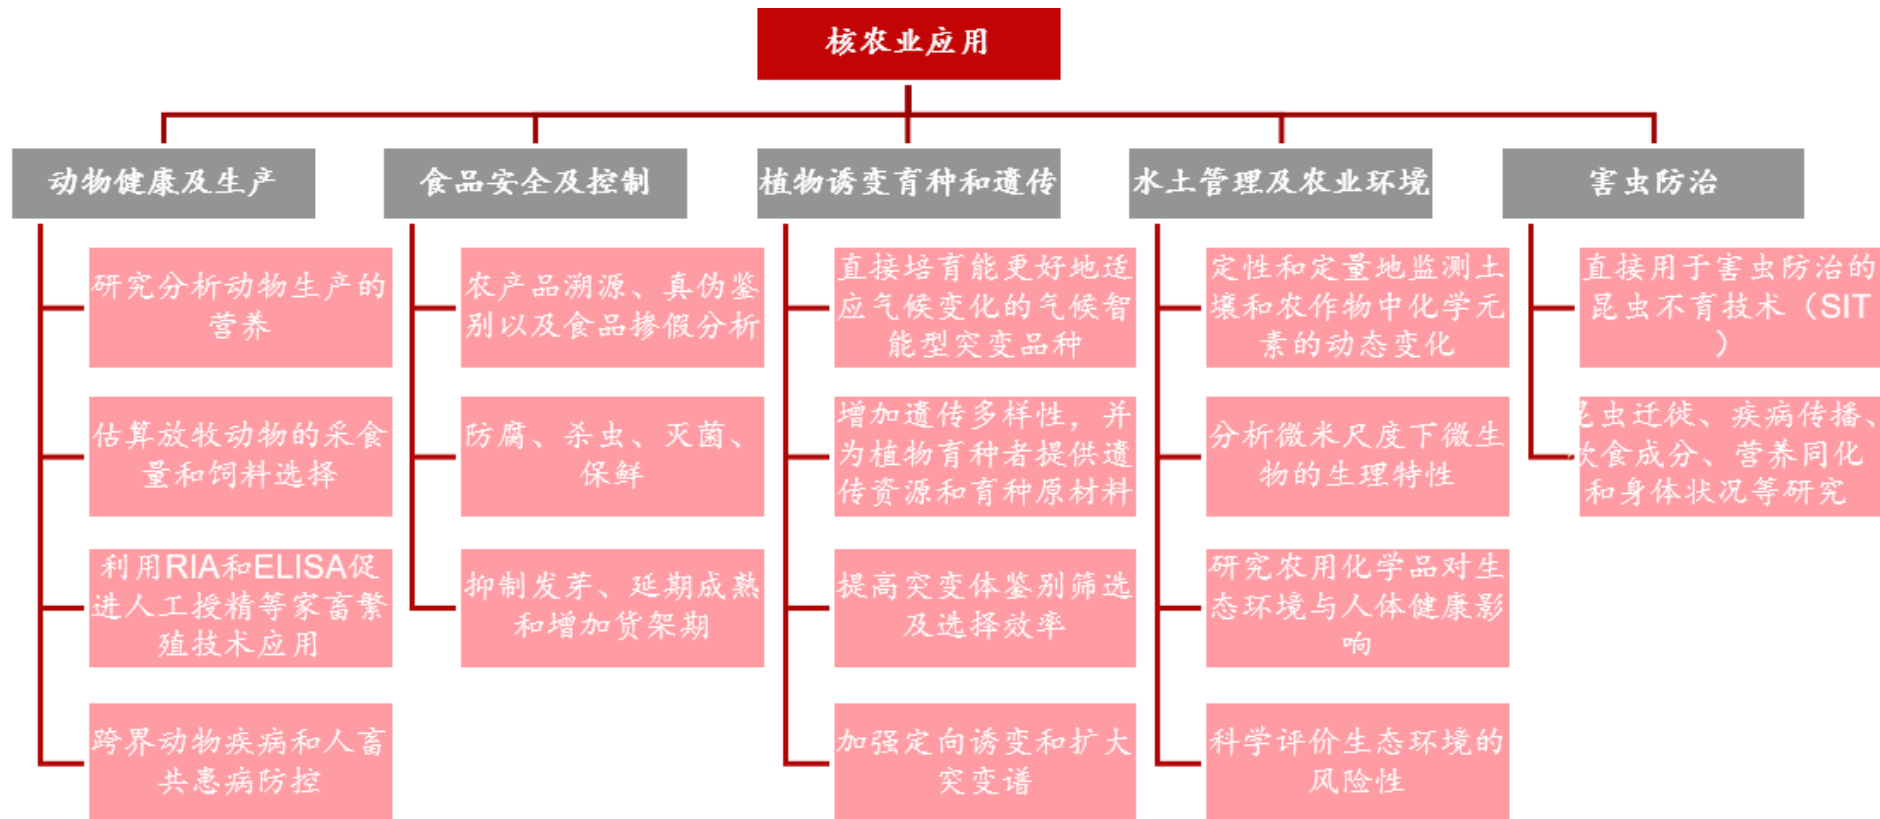 核农业应用
动物健康及生产
研究分析动物生产的
营养
估算放牧动物的采食
量和饲料选择
利用RIA和ELISA促
进人工授精等家畜繁
殖技术应用
跨界动物疾病和人畜
共患病防控
食品安全及控制
农产品溯源、真伪鉴
别以及食品掺假分析
防腐、杀虫、灭菌、
保鲜
抑制发芽、延期成熟
和增加货架期
植物诱变育种和遗传
直接培育能更好地适
应气候变化的气候智
能型突变品种
增加遗传多样性，并
为植物育种者提供遗
传资源和育种原材料
提高突变体鉴别筛选
及选择效率
加强定向诱变和扩大
突变谱
水土管理及农业环境
定性和定量地监测土
壤和农作物中化学元
素的动态变化
分析微米尺度下微生
物的生理特性
研究农用化学品对生
态环境与人体健康影
响
科学评价生态环境的
风险性
害虫防治
直接用于害虫防治的
昆虫不育技术（SIT
）
昆虫迁徙、疾病传播、
饮食成分、营养同化
和身体状况等研究